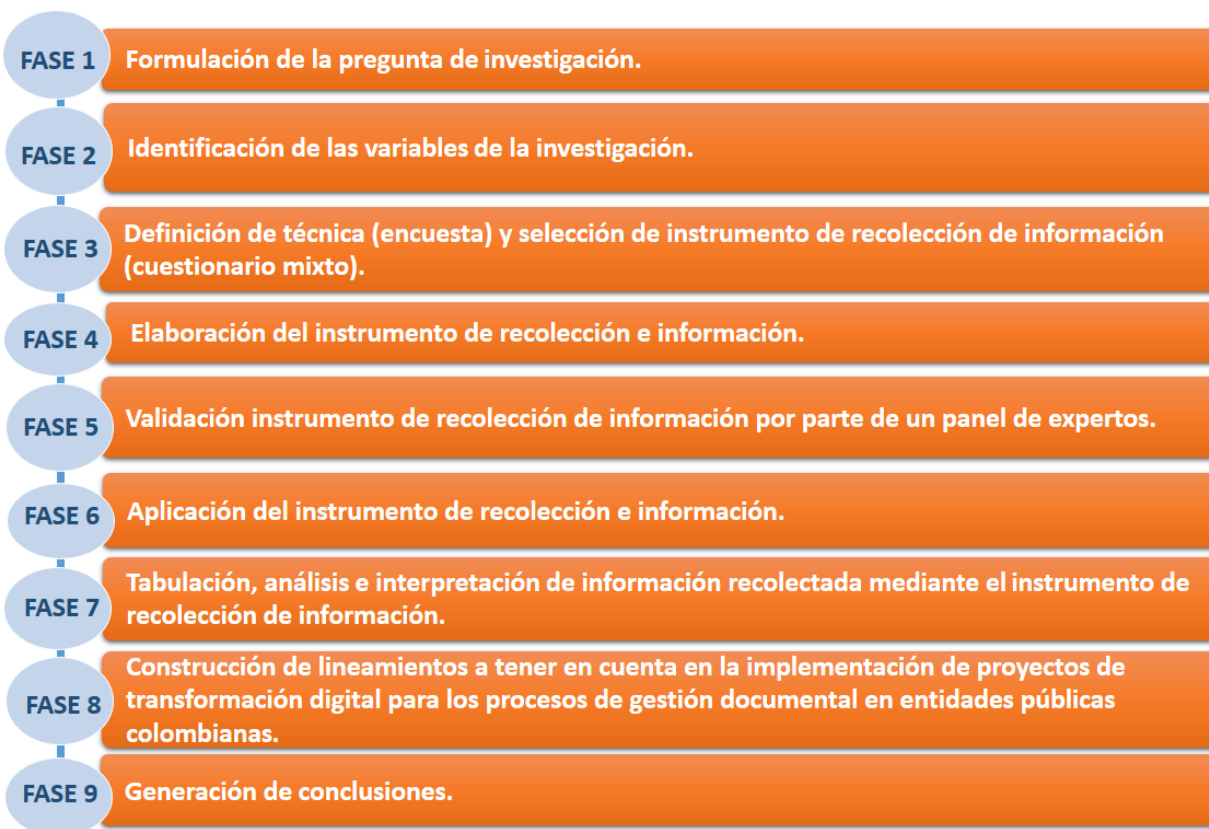 FASE 1
Formulación de la pregunta de investigación.
FASE 2
Identificación de las variables de la investigación.
FASE 3
Definición de técnica (encuesta) y selección de instrumento de recolección de información
(cuestionario mixto).
FASE 4
Elaboración del instrumento de recolección e información.
FASE 5
Validación instrumento de recolección de información por parte de un panel de expertos.
FASE 6
Aplicación del instrumento de recolección e información.
FASE 7
Tabulación, análisis e interpretación de información recolectada mediante el instrumento de
recolección de información.
FASE 8
Construcción de lineamientos a tener en cuenta en la implementación de proyectos de
transformación digital para los procesos de gestión documental en entidades públicas
colombianas.
FASE 9
Generación de conclusiones.